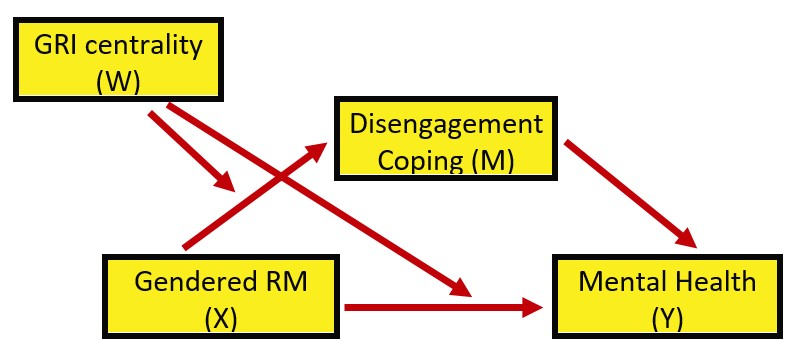 GRI centrality
(W)
Disengagement
Coping (M)
Gendered RM
(X)
Mental Health
(Y)